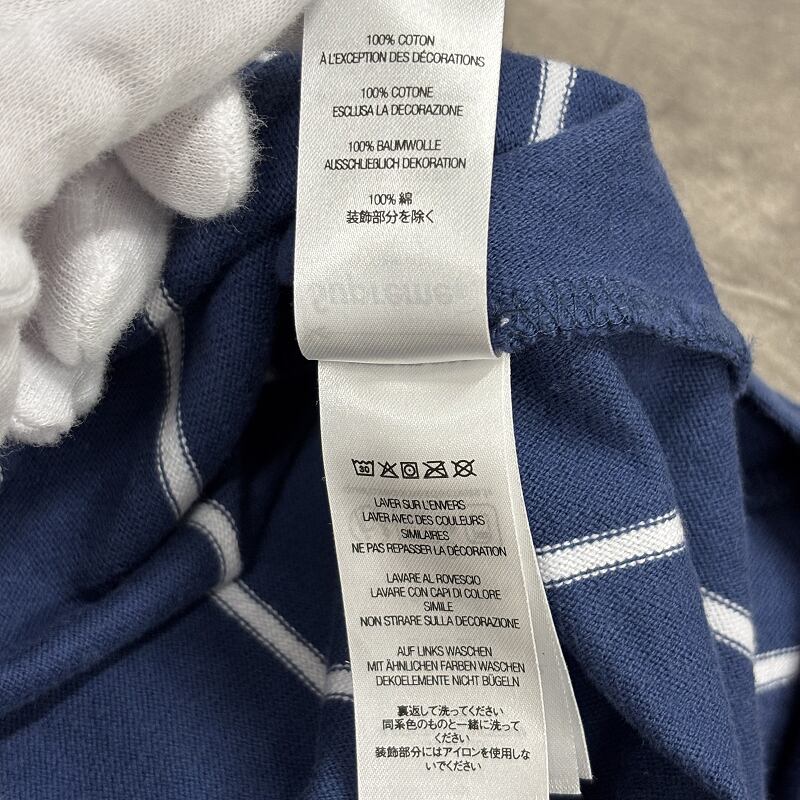 100% COTON
À L'EXCEPTION DES DÉCORATIONS
100% COTONE
ESCLUSA LA DECORAZIONE
100% BAUMWOLLE
AUSSCHLIEßLICH DEKORATION
100% 綿
装飾部分を除く
Supreme
30
LAVER SUR L'ENVERS
LAVER AVEC DES COULEURS
SIMILAIRES
NE PAS REPASSER LA DÉCORATION
LAVARE AL ROVESCIO
LAVARE CON CAPI DI COLORE
SIMILE
NON STIRARE SULLA DECORAZIONE
AUF LINKS WASCHEN
MIT ÄHNLICHEN FARBEN WASCHEN
DEKOELEMENTE NICHT BÜGELN
裏返して洗ってください
同系色のものと一緒に洗って
ください
装飾部分にはアイロンを使用しな
いでください